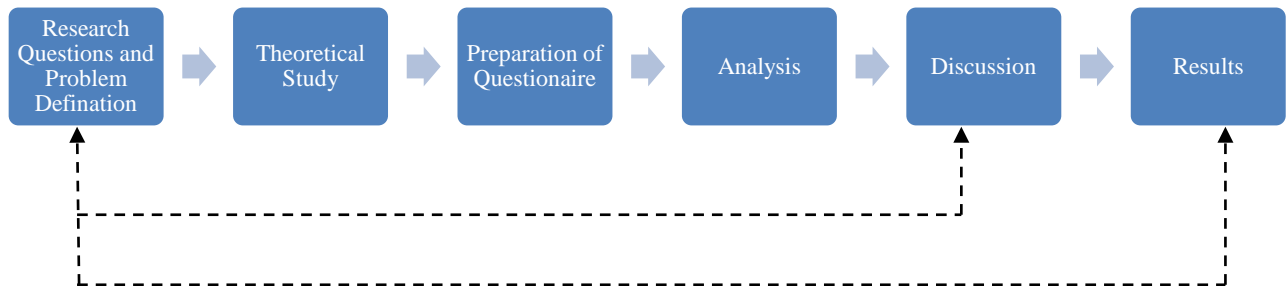 Research
Questions and
Problem
Defination
Theoretical
Study
Preparation of
Questionaire
Analysis
Discussion
Results